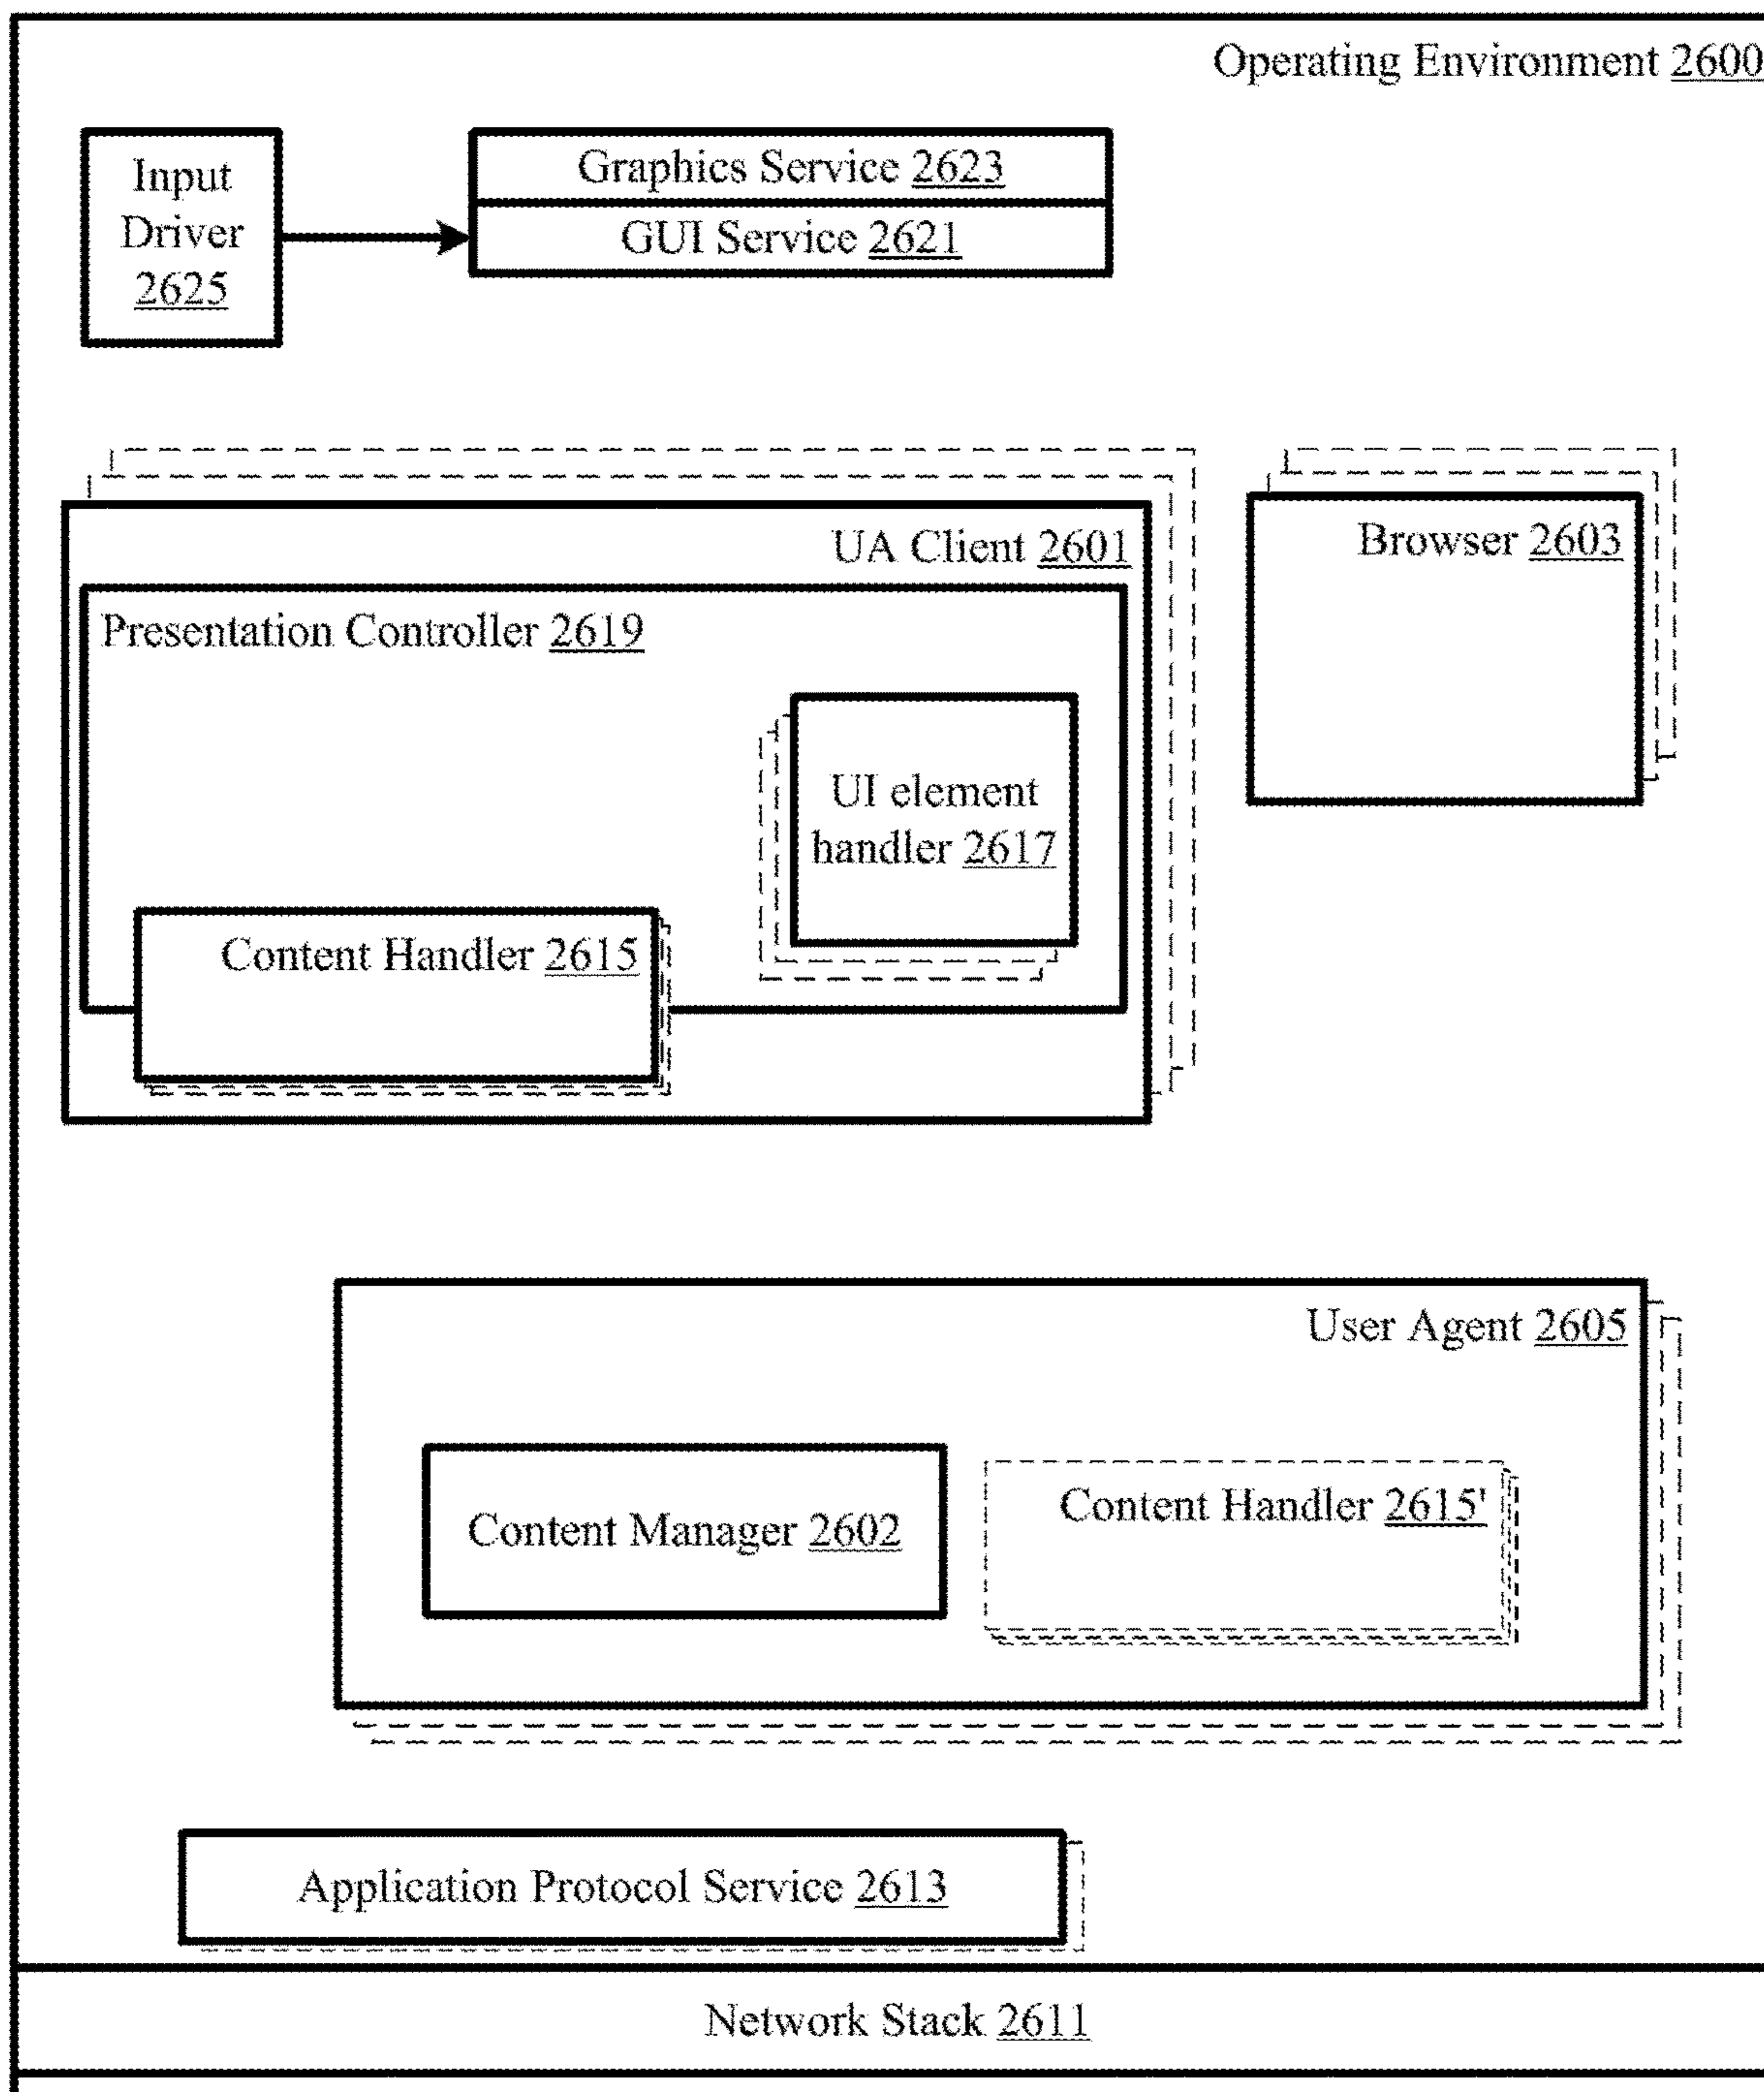 Operating Environment 2600
Input
Driver
2625
Graphics Service 2623
GUI Service 2621
UA Client 2601
Browser 2603
Presentation Controller 2619
UI element
handler 2617
Content Handler 2615
User Agent 2605
Content Manager 2602
Content Handler 2615'
Application Protocol Service 2613
Network Stack 2611